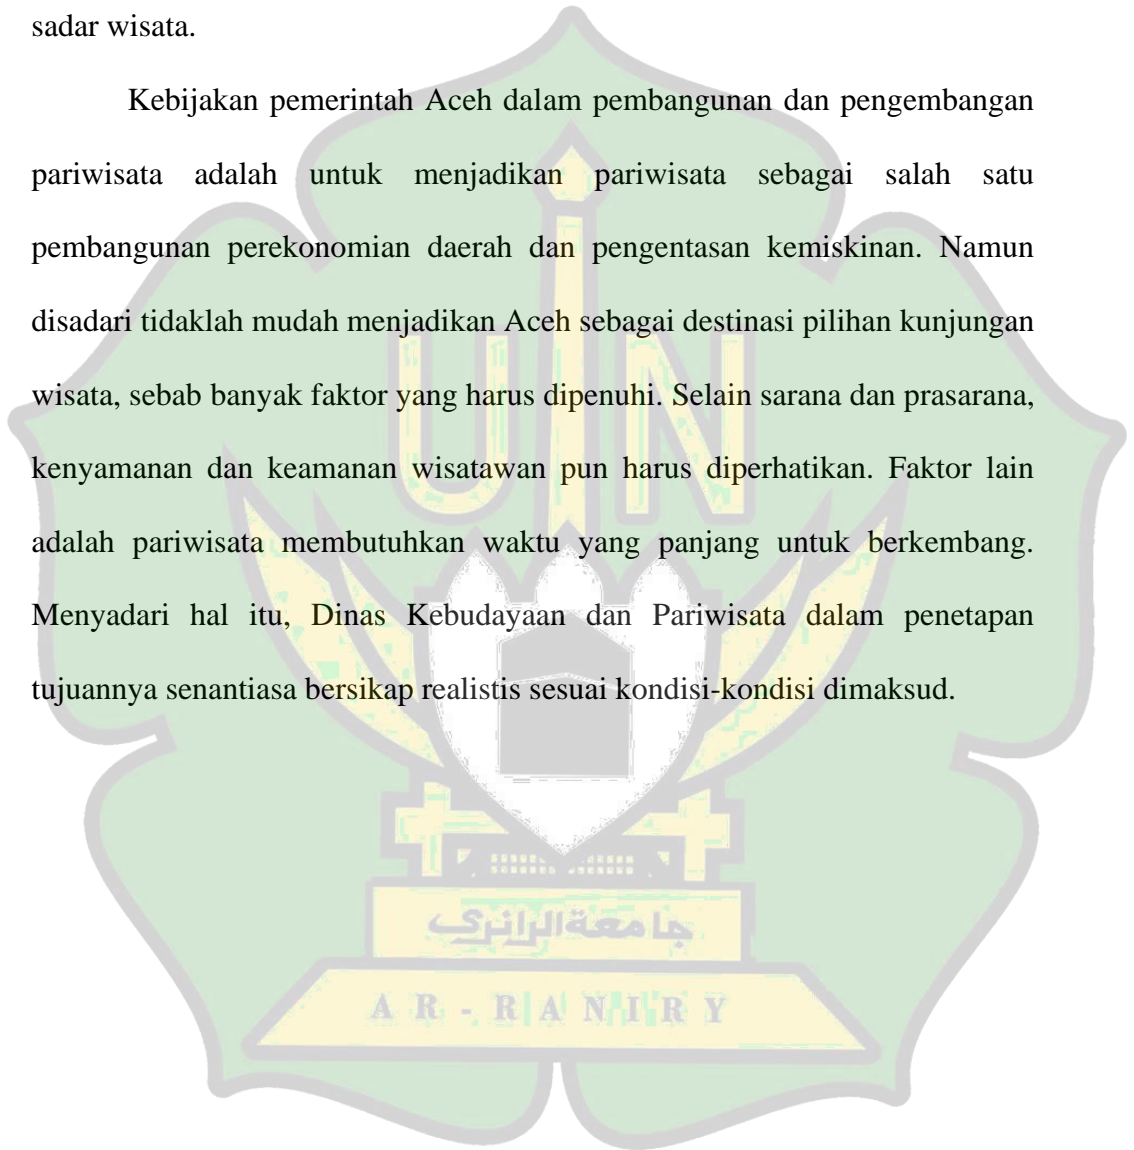 sadar wisata.
Kebijakan pemerintah Aceh dalam pembangunan dan pengembangan
pariwisata adalah untuk menjadikan pariwisata sebagai salah satu
pembangunan perekonomian daerah dan pengentasan kemiskinan. Namun
disadari tidaklah mudah menjadikan Aceh sebagai destinasi pilihan kunjungan
wisata, sebab banyak faktor yang harus dipenuhi. Selain sarana dan prasarana,
kenyamanan dan keamanan wisatawan pun harus diperhatikan. Faktor lain
adalah pariwisata membutuhkan waktu yang panjang untuk berkembang.
Menyadari hal itu, Dinas Kebudayaan dan Pariwisata dalam penetapan
tujuannya senantiasa bersikap realistis sesuai kondisi-kondisi dimaksud.
UIN
جامعة الرانري
AR-RANIRY